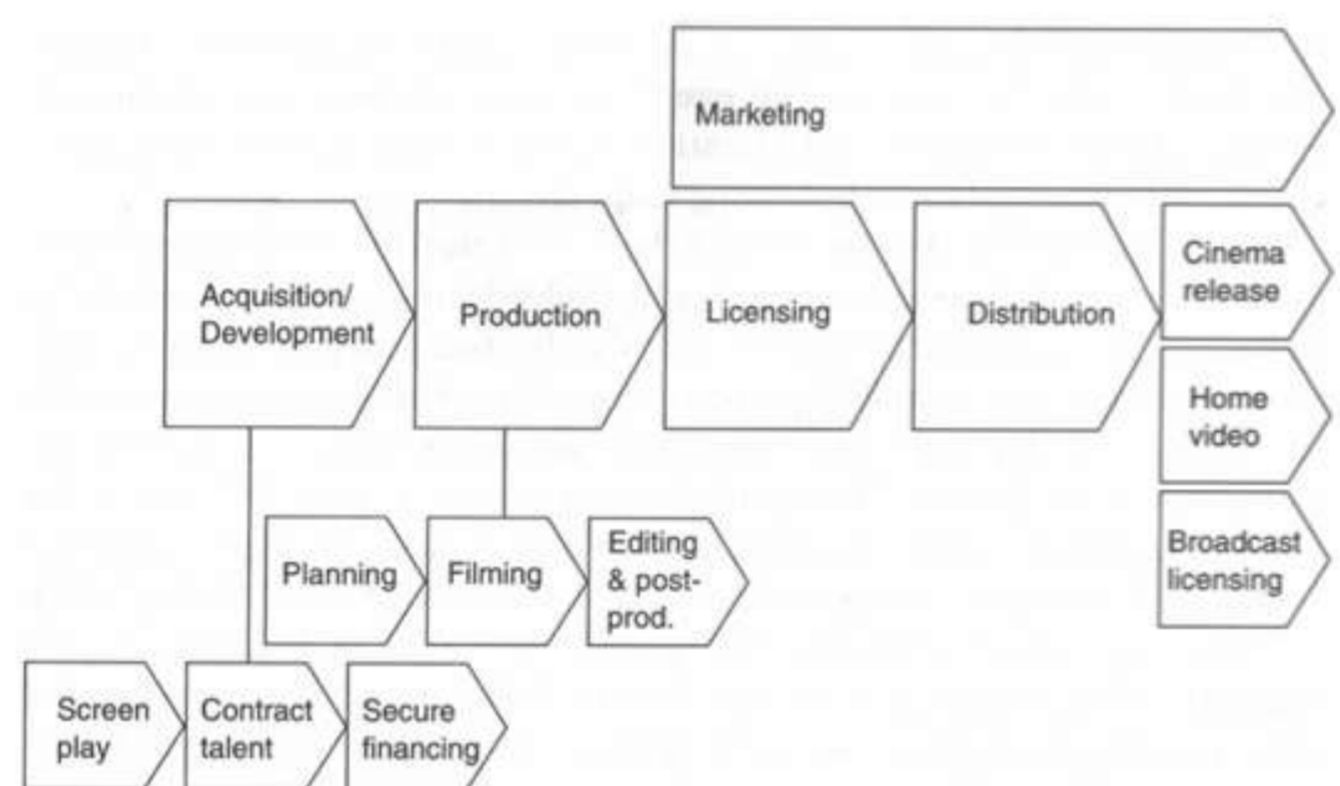 Marketing
Acquisition/
Development
Production
Licensing
Distribution
Cinema
release
Home
video
Broadcast
licensing
Planning
Filming
Editing
& post-
prod.
Screen
play
Contract
talent
Secure
financing